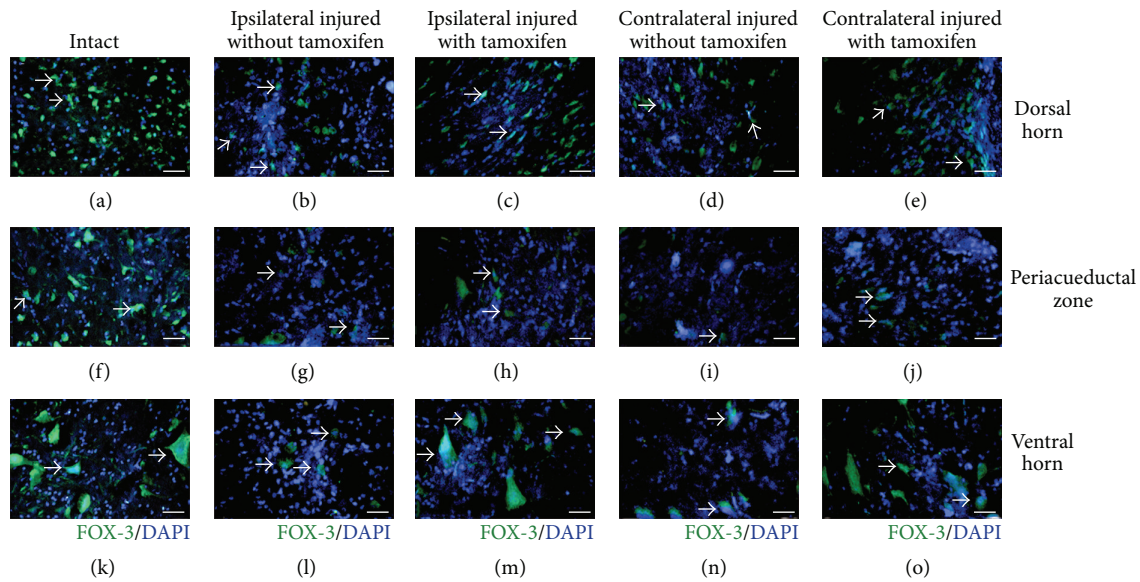 Intact
Ipsilateral injured
without tamoxifen
Ipsilateral injured
with tamoxifen
Contralateral injured
without tamoxifen
Contralateral injured
with tamoxifen
Dorsal
horn
(a)
(b)
(c)
(d)
(e)
Periacueductal
zone
(f)
(g)
(h)
(i)
(j)
Ventral
horn
FOX-3/DAPI
FOX-3/DAPI
FOX-3/DAPI
FOX-3/DAPI
FOX-3/DAPI
(k)
(l)
(m)
(n)
(o)